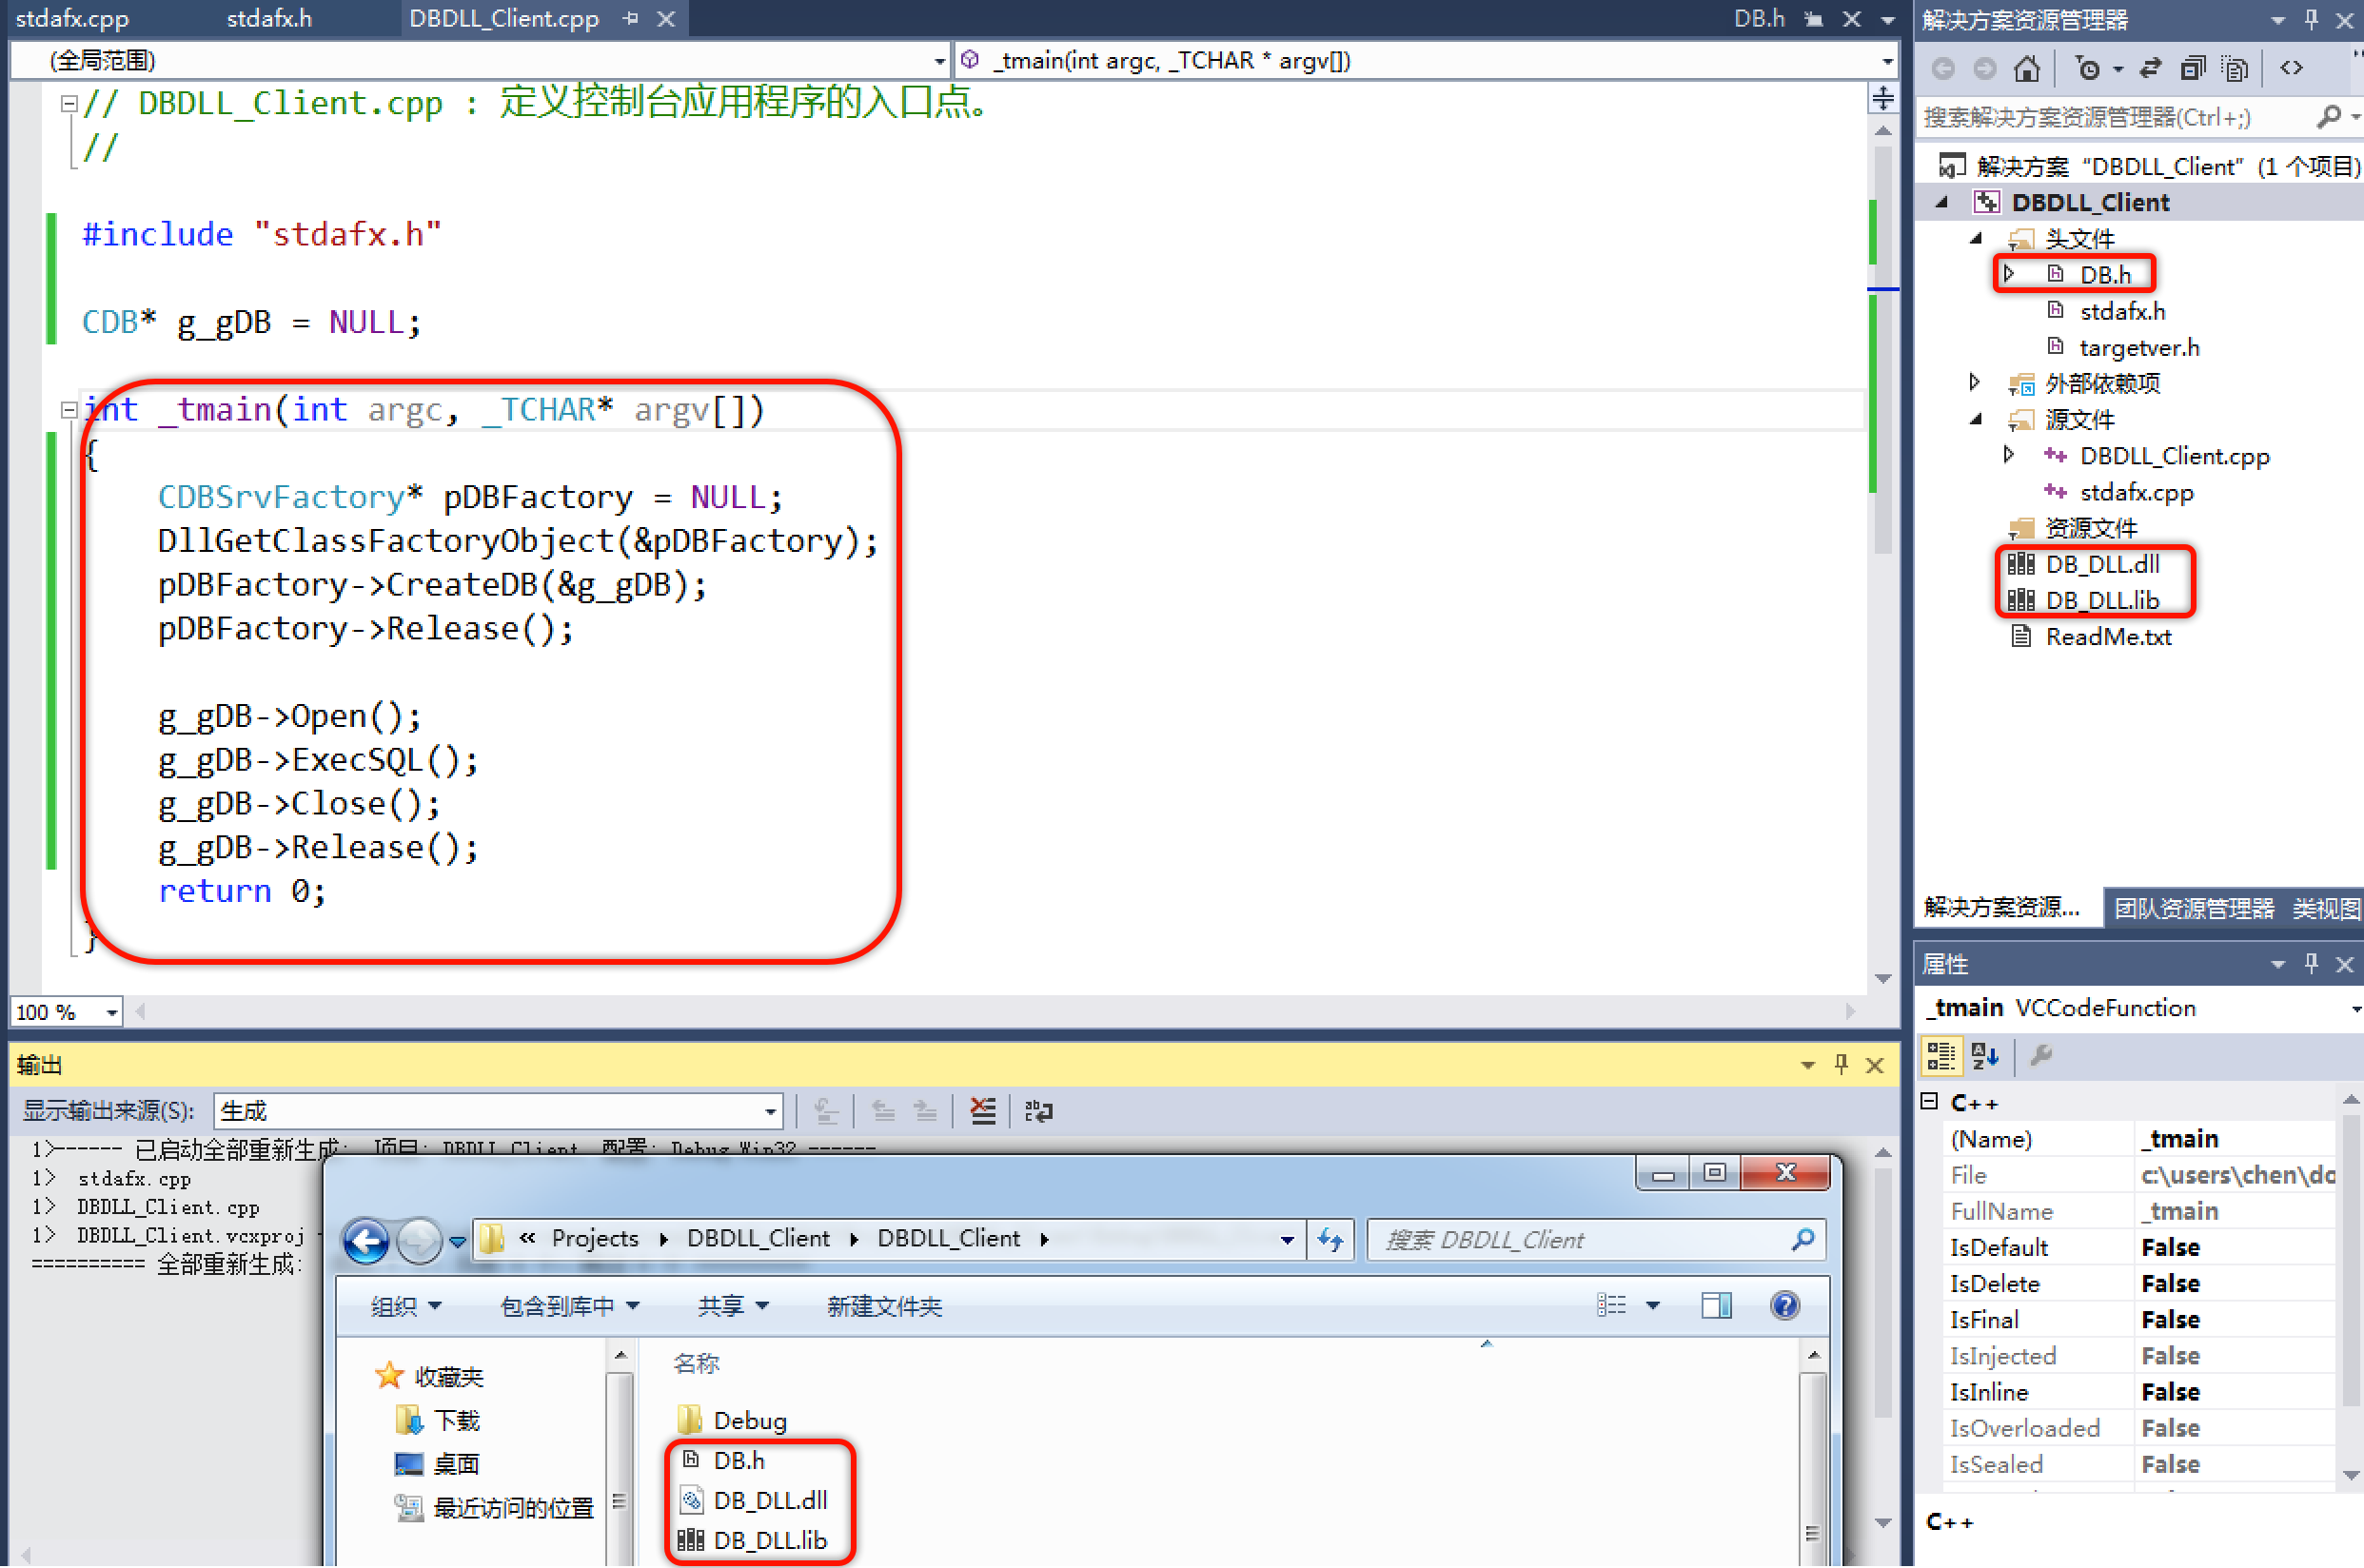 stdafx.cpp
stdafx.h
DBDLL_Client.cpp
DB.h
(全局范围)
_tmain(int argc, _TCHAR * argv[])
// DBDLL_Client.cpp : 定义控制台应用程序的入口点。
//
#include "stdafx.h"
CDB* g_gDB = NULL;
int _tmain(int argc, _TCHAR* argv[])
{
CDBSrvFactory* pDBFactory = NULL;
DllGetClassFactoryObject(&pDBFactory);
pDBFactory->CreateDB(&g_gDB);
pDBFactory->Release();
g_gDB->Open();
g_gDB->ExecSQL();
g_gDB->Close();
g_gDB->Release();
return 0;
}
100 %
解决方案资源管理器
搜索解决方案资源管理器(Ctrl+;)
解决方案 "DBDLL_Client" (1 个项目)
DBDLL_Client
头文件
DB.h
stdafx.h
targetver.h
外部依赖项
源文件
DBDLL_Client.cpp
stdafx.cpp
资源文件
DB_DLL.dll
DB_DLL.lib
ReadMe.txt
解决方案资源...
团队资源管理器
类视图
属性
_tmain VCCodeFunction
C++
(Name) _tmain
File c:\users\chen\do
FullName _tmain
IsDefault False
IsDelete False
IsFinal False
IsInjected False
IsInline False
IsOverloaded False
IsSealed False
C++
输出
显示输出来源(S): 生成
1>------ 已启动全部重新生成: 项目: DBDLL_Client, 配置: Debug Win32 ------
1> stdafx.cpp
1> DBDLL_Client.cpp
1> DBDLL_Client.vcxproj
========== 全部重新生成:
« Projects DBDLL_Client DBDLL_Client
搜索 DBDLL_Client
组织
包含到库中
共享
新建文件夹
收藏夹
下载
桌面
最近访问的位置
名称
Debug
DB.h
DB_DLL.dll
DB_DLL.lib